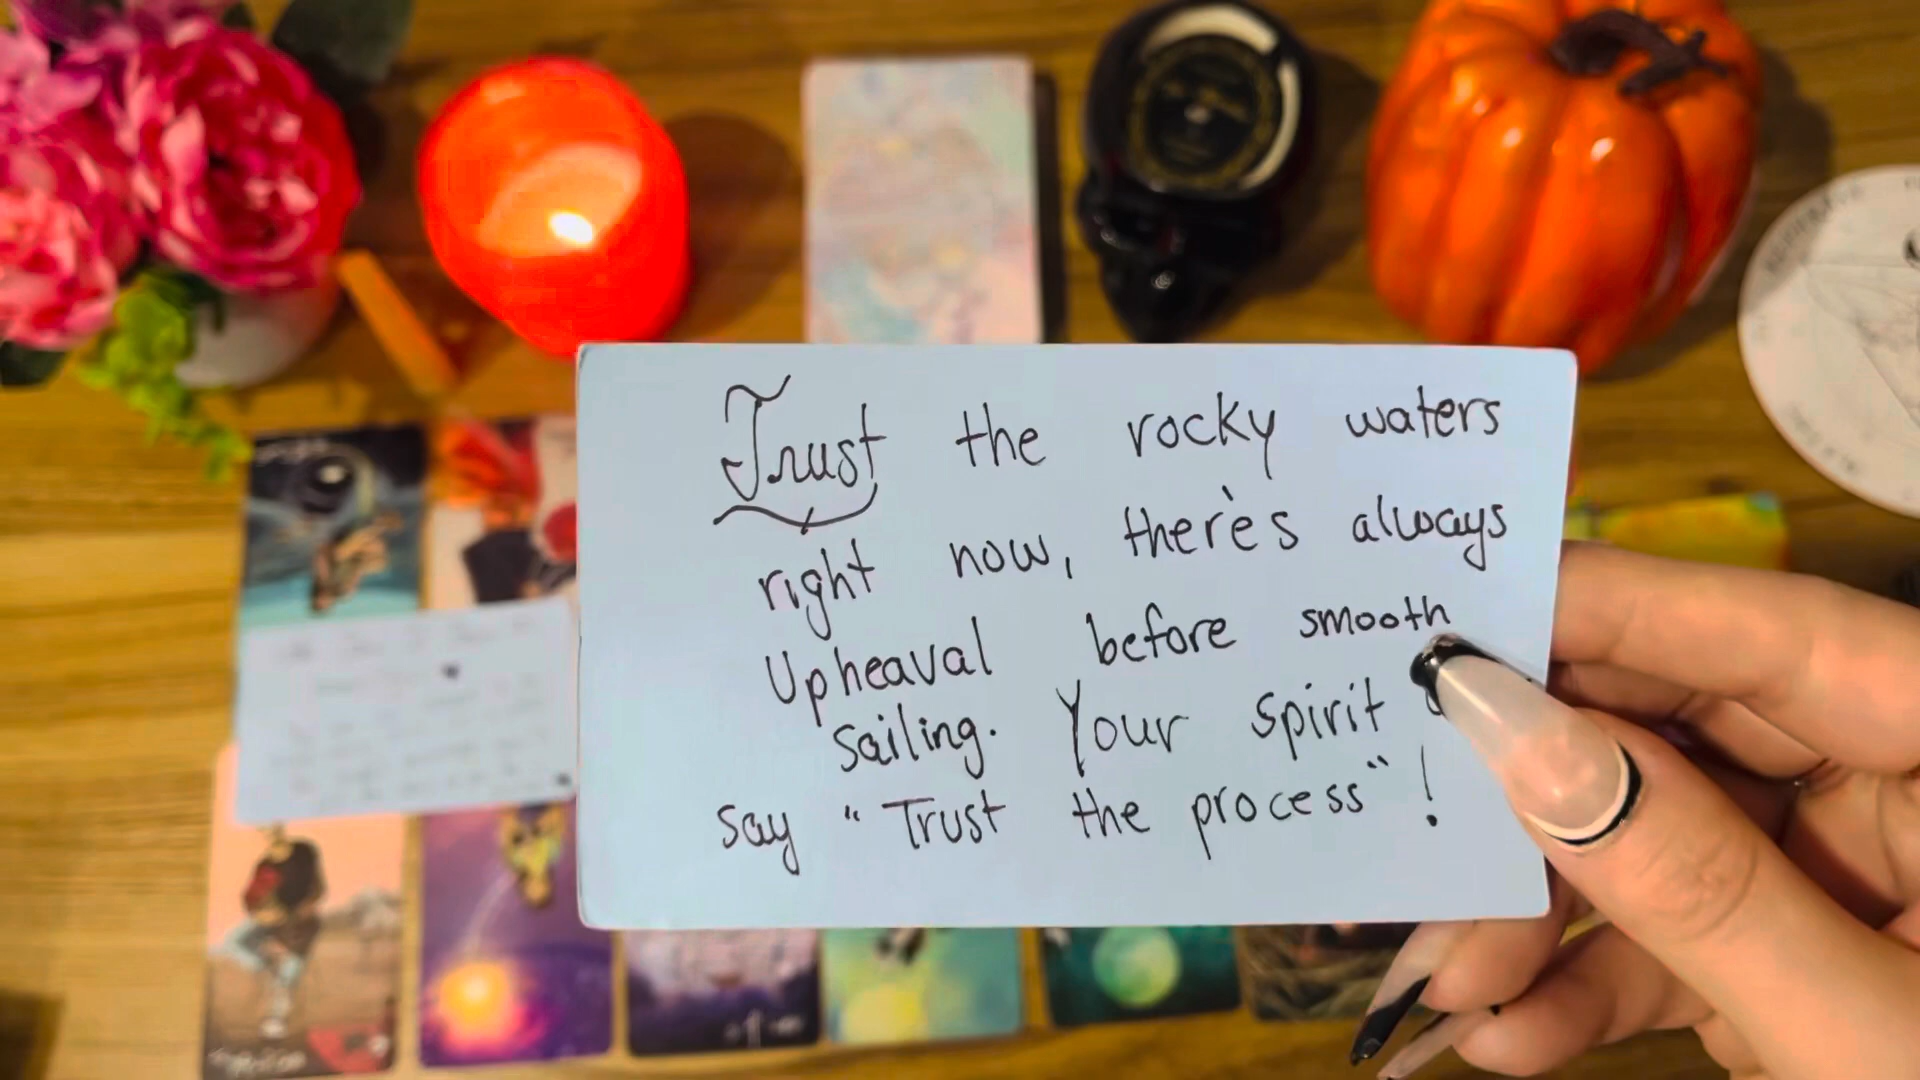 Trust the rocky waters
right now, there's always
Upheaval before smooth
sailing. Your spirit
say "Trust the process"!